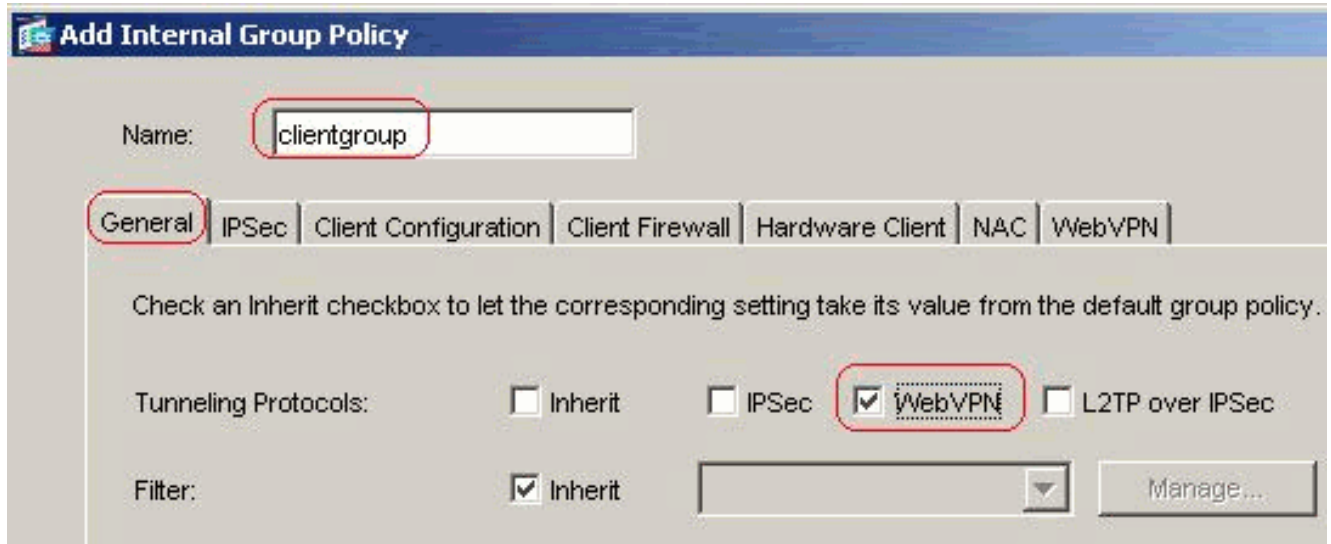 Add Internal Group Policy
Name: clientgroup
General IPSec Client Configuration Client Firewall Hardware Client NAC WebVPN
Check an Inherit checkbox to let the corresponding setting take its value from the default group policy.
Tunneling Protocols: Inherit IPSec WebVPN L2TP over IPSec
Filter: Inherit Manage...